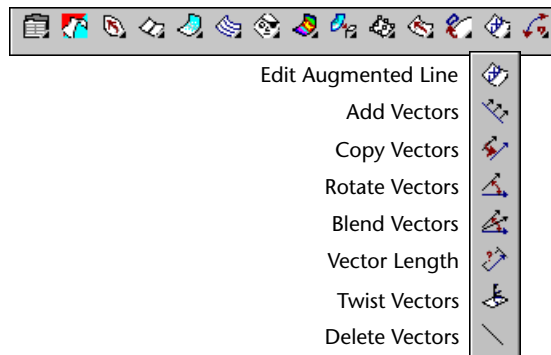 Edit Augmented Line
Add Vectors
Copy Vectors
Rotate Vectors
Blend Vectors
Vector Length
Twist Vectors
Delete Vectors